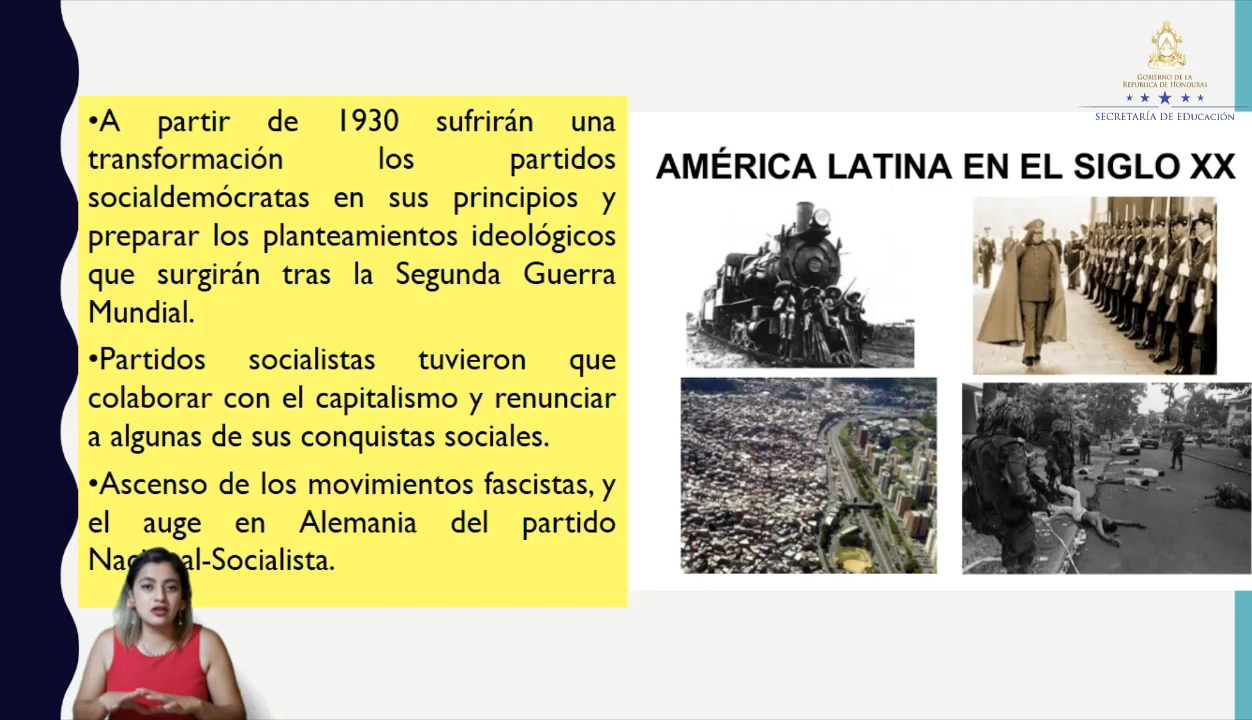 •A partir de 1930 sufrirán una
transformación los partidos
socialdemócratas en sus principios y
preparar los planteamientos ideológicos
que surgirán tras la Segunda Guerra
Mundial.
•Partidos socialistas tuvieron que
colaborar con el capitalismo y renunciar
a algunas de sus conquistas sociales.
•Ascenso de los movimientos fascistas, y
el auge en Alemania del partido
-Socialista.
GOBIERNO DE LA
REPÚBLICA DE HONDURAS
SECRETARÍA DE EDUCACIÓN
AMÉRICA LATINA EN EL SIGLO XX